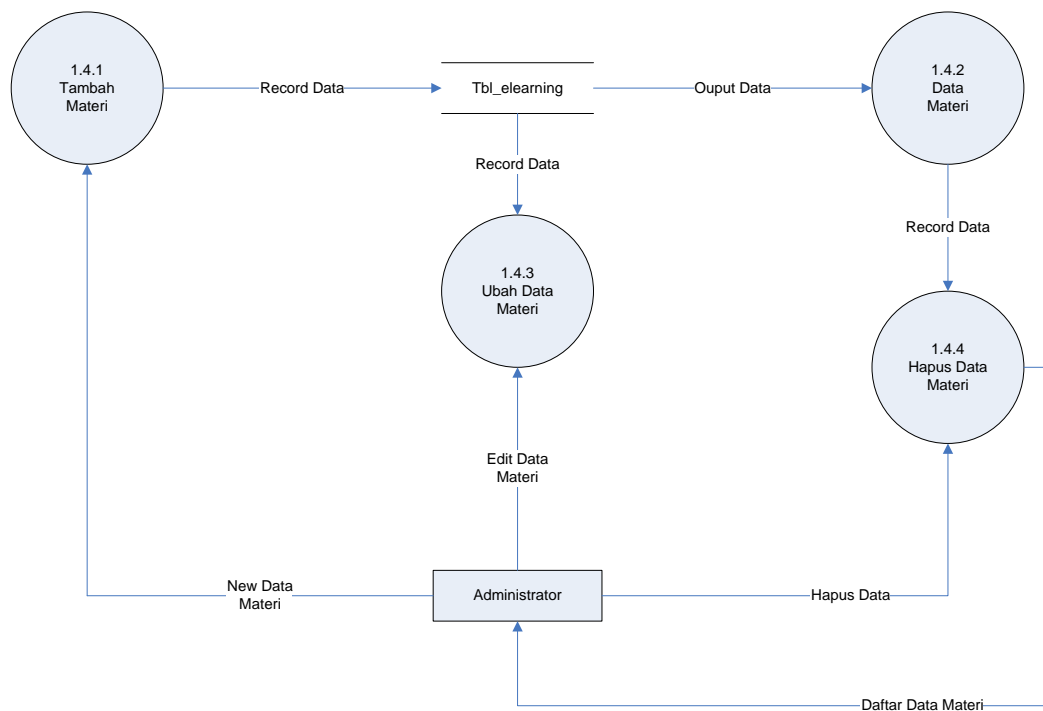 1.4.1
Tambah
Materi
Record Data
Tbl_elearning
Ouput Data
1.4.2
Data
Materi
Record Data
Record Data
1.4.3
Ubah Data
Materi
1.4.4
Hapus Data
Materi
Edit Data
Materi
New Data
Materi
Administrator
Hapus Data
Daftar Data Materi